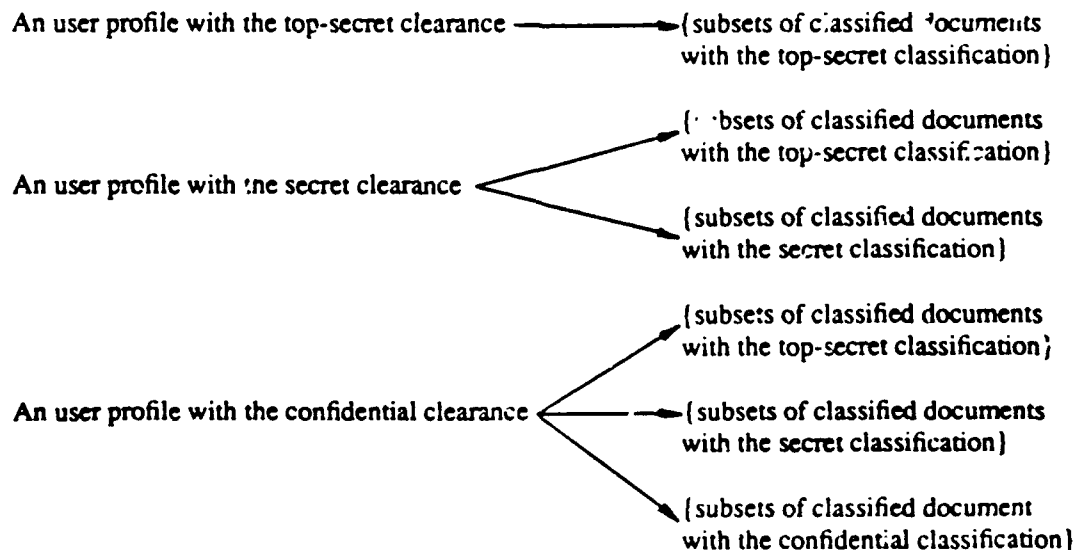 An user profile with the top-secret clearance
{subsets of classified documents
with the top-secret classification}
An user profile with the secret clearance
{subsets of classified documents
with the top-secret classification}
{subsets of classified documents
with the secret classification}
An user profile with the confidential clearance
{subsets of classified documents
with the top-secret classification}
{subsets of classified documents
with the secret classification}
{subsets of classified document
with the confidential classification}